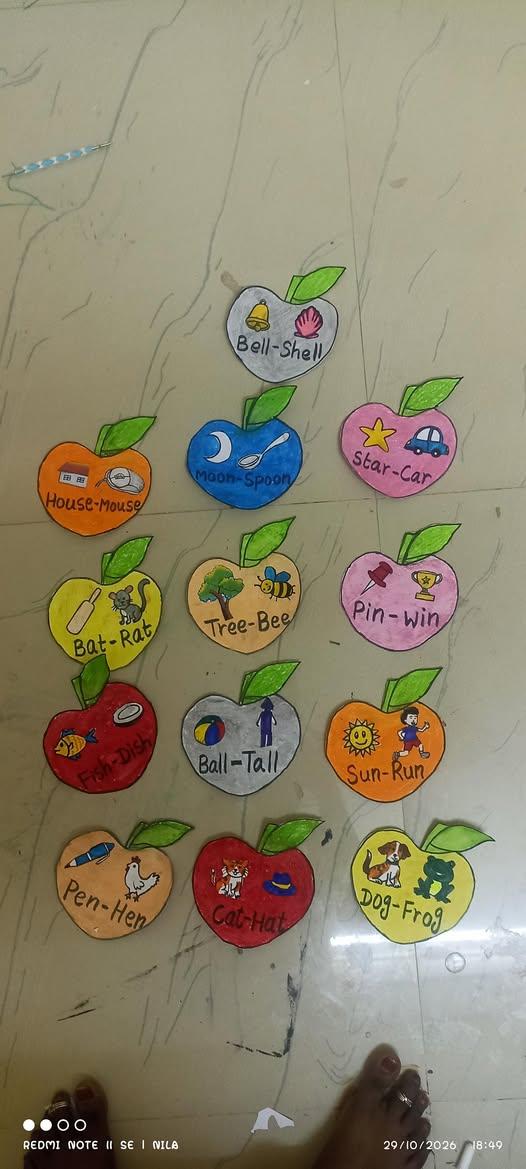 Bell-Shell
House-Mouse
Moon-Spoon
Star-Car
Bat-Rat
Tree-Bee
Pin-Win
Fish-Dish
Ball-Tall
Sun-Run
Pen-Hen
Cat-Hat
Dog-Frog
REDMI NOTE 11 SE | NILA
29/10/2026 18:49